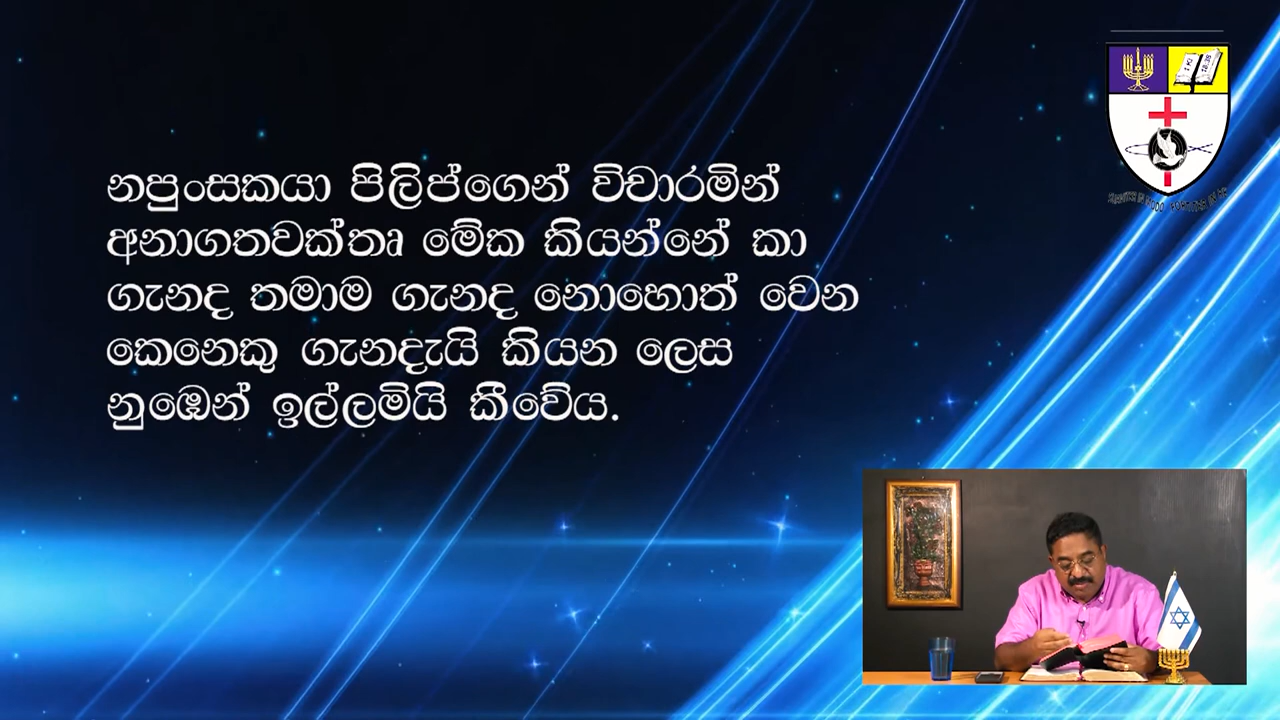 නපුංසකයා පිලිප්ගෙන් විචාරමින්
අනාගතවක්තෘ මේක කියන්නේ කා
ගැනද තමාම ගැනද නොහොත් වෙන
කෙනෙකු ගැනදැයි කියන ලෙස
නුඹෙන් ඉල්ලමියි කීවේය.